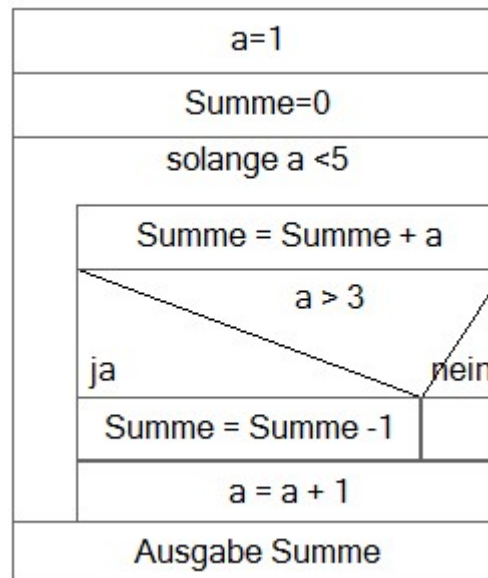 a=1
Summe=0
solange a <5
Summe = Summe + a
a > 3
ja
nein
Summe = Summe -1
a = a + 1
Ausgabe Summe